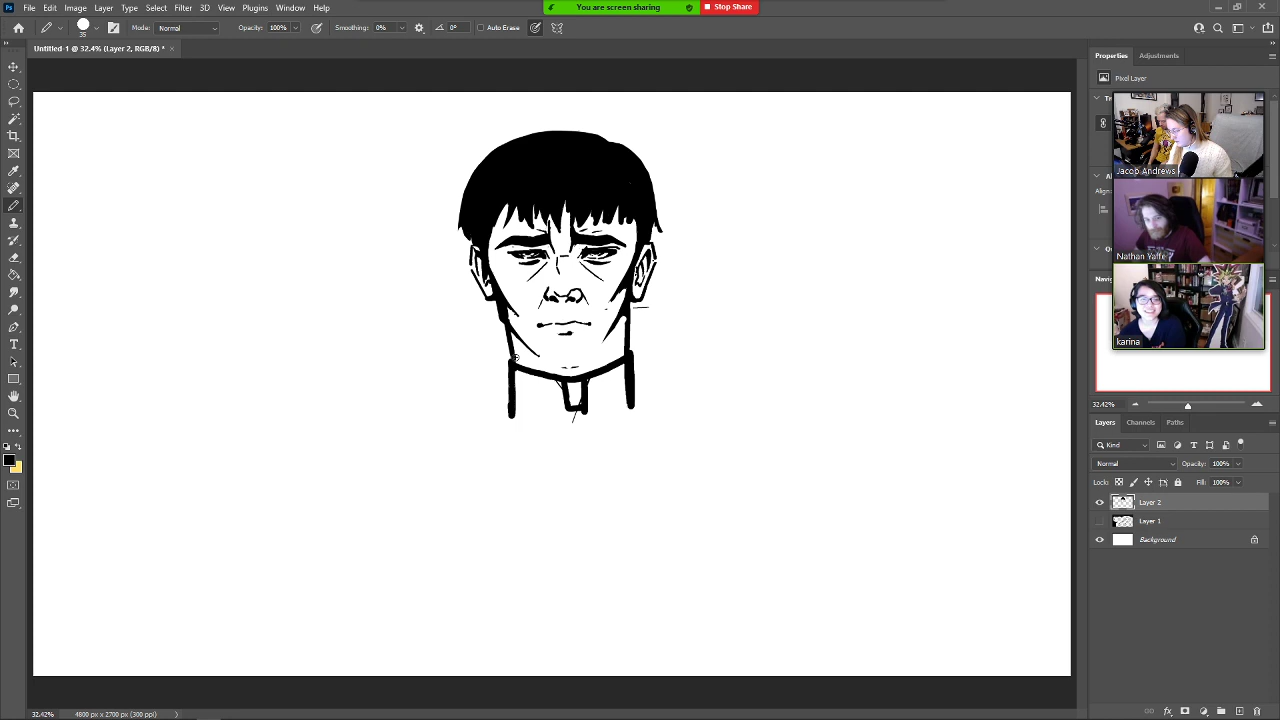 Ps File Edit Image Layer Type Select Filter 3D View Plugins Window Help
You are screen sharing Stop Share
35 Mode: Normal Opacity: 100% Smoothing: 0% 0° Auto Erase
Untitled-1 @ 32.4% (Layer 2, RGB/8) * ×
Properties Adjustments
Pixel Layer
Jacob Andrews
Nathan Yaffe
karina
32.42%
Layers Channels Paths
Kind
Normal Opacity: 100%
Lock: Fill: 100%
Layer 2
Layer 1
Background
32.42% 4800 px x 2700 px (300 ppi)